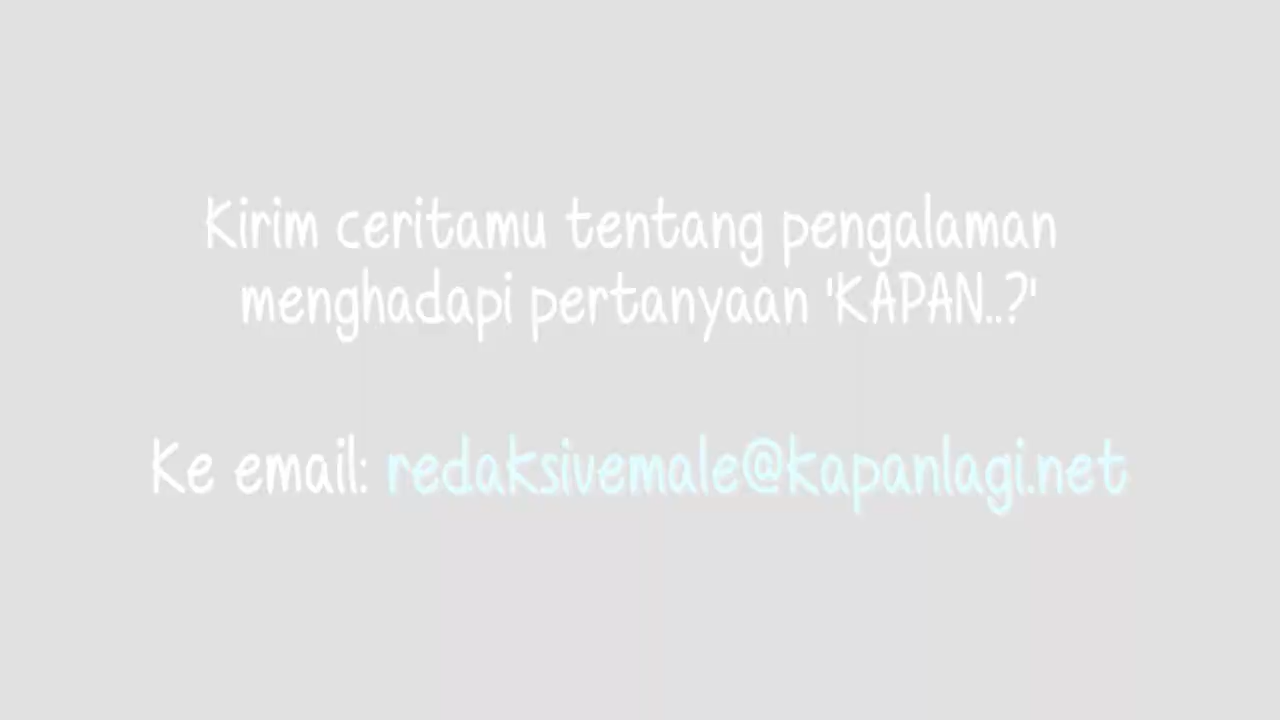 Kirim ceritamu tentang pengalaman
menghadapi pertanyaan 'KAPAN..?'
Ke email: redaksivemale@kapanlagi.net